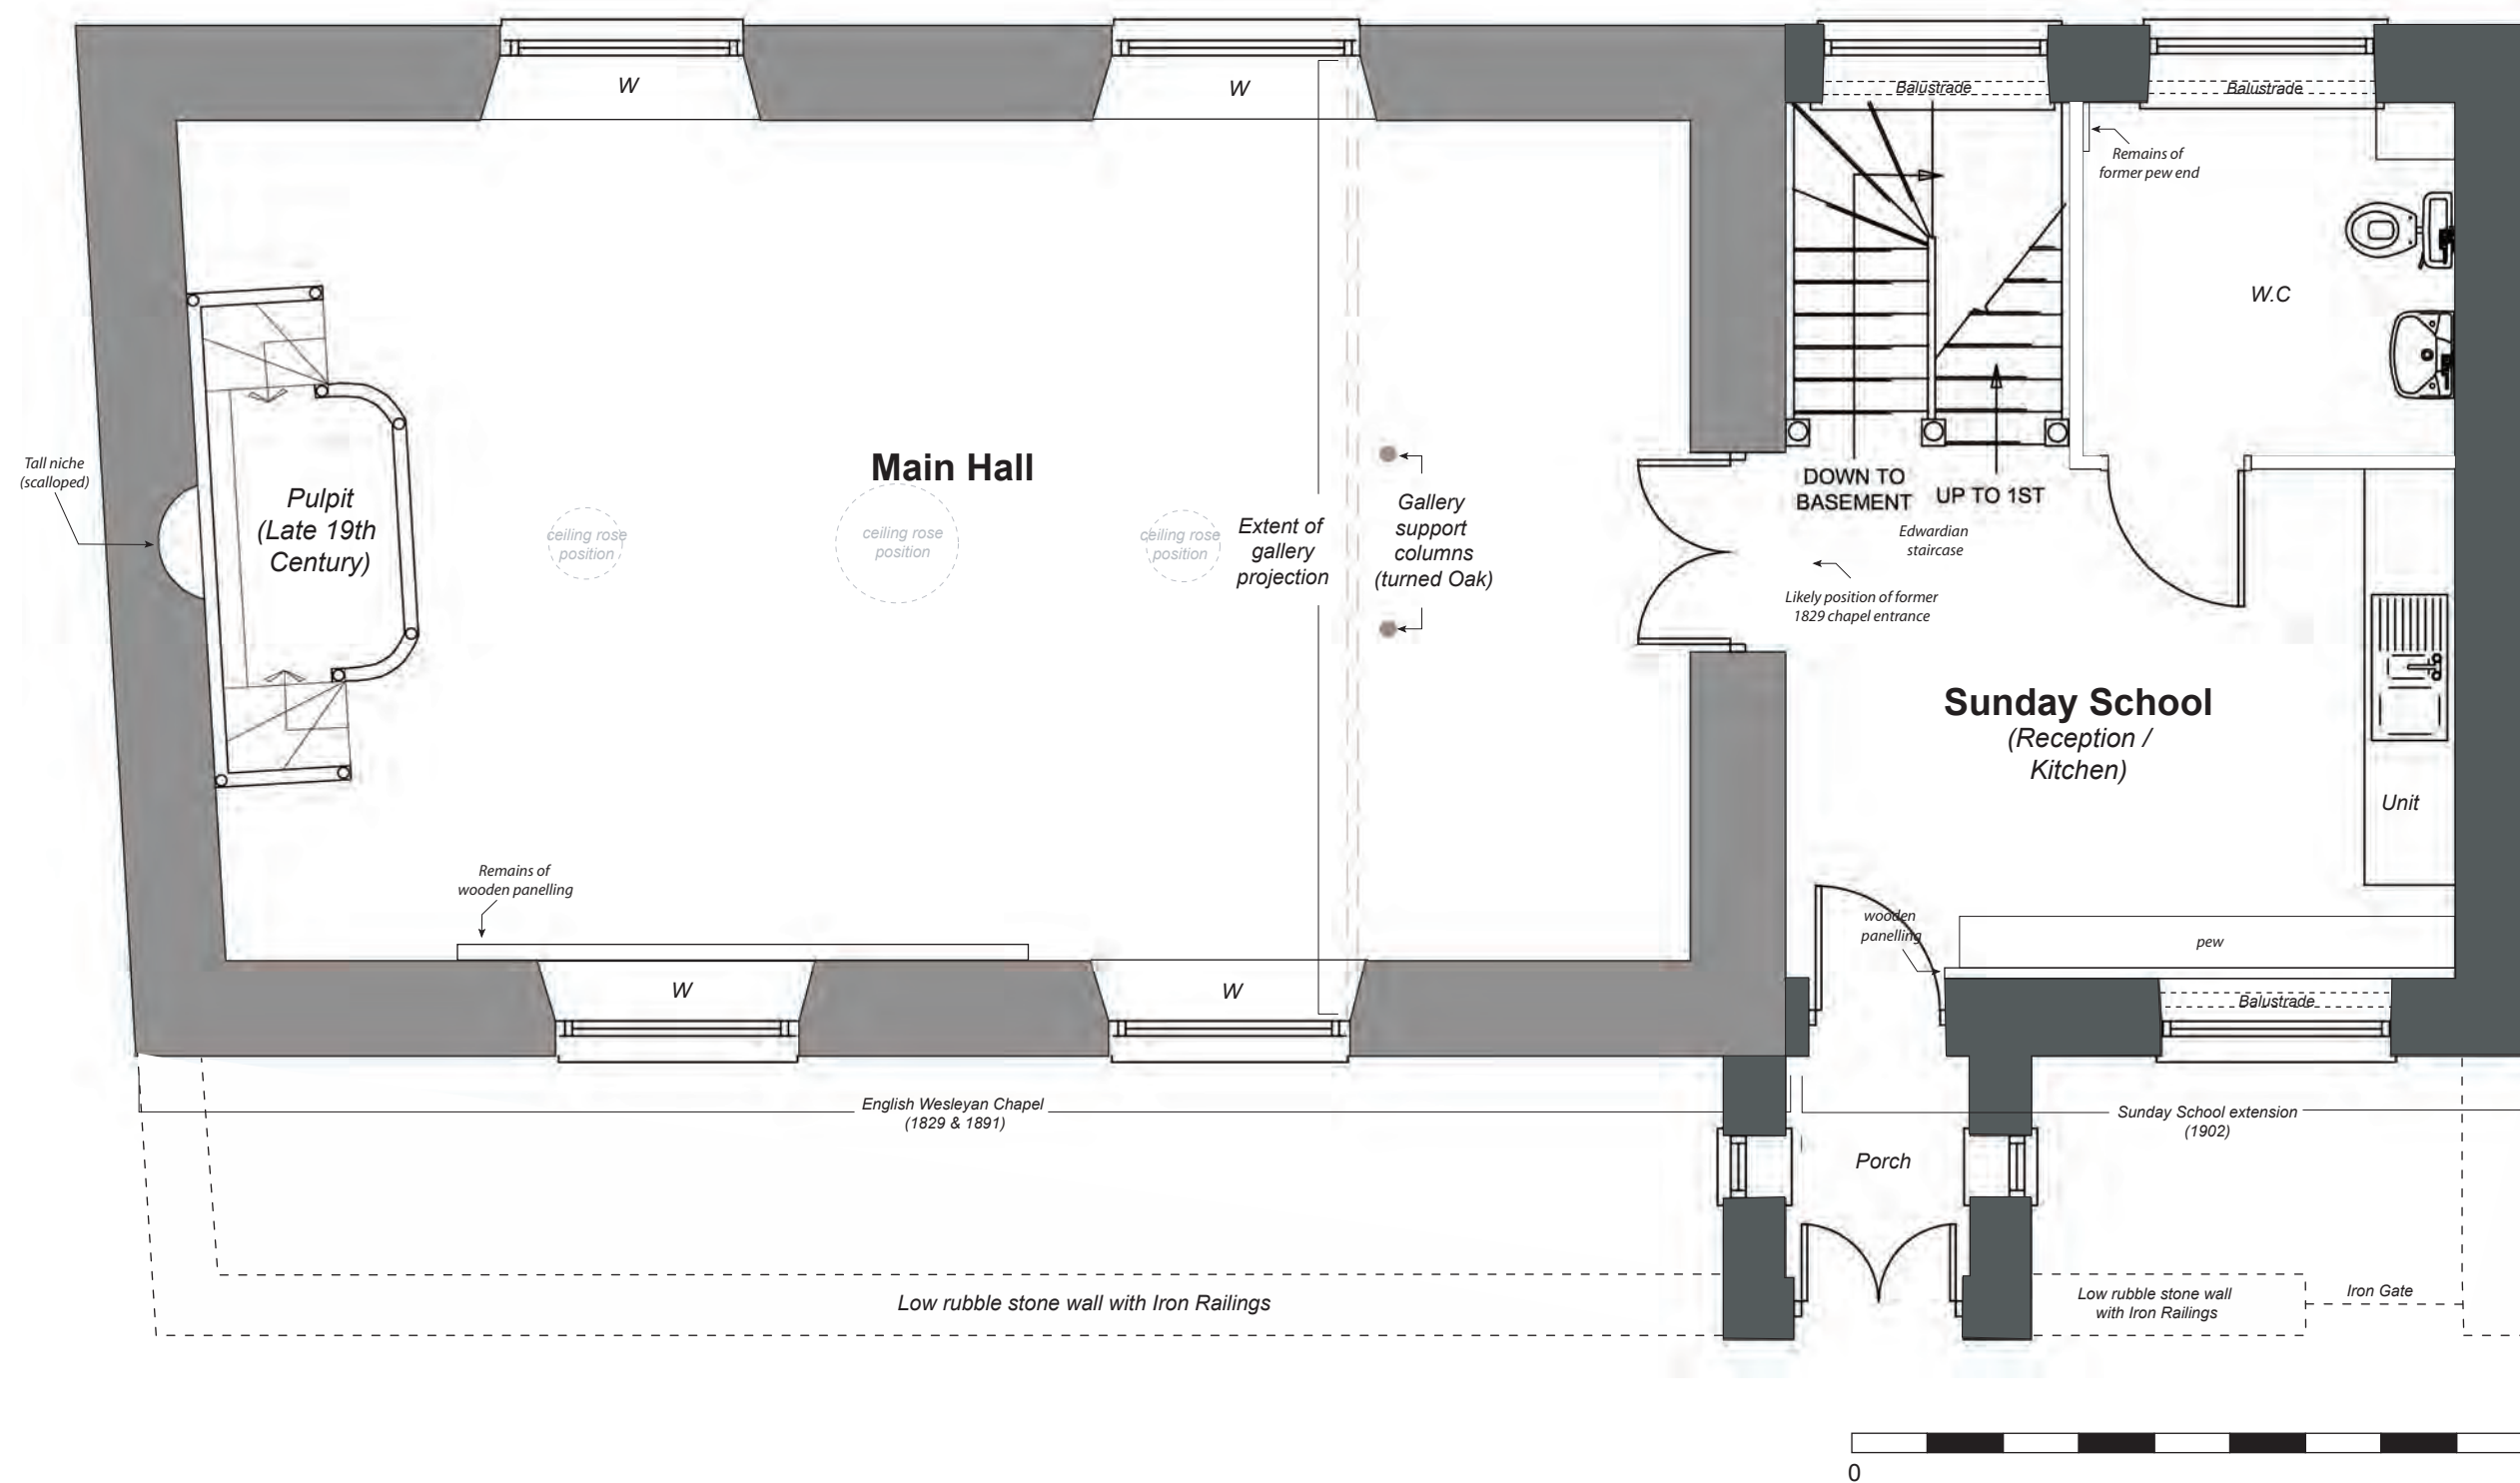 W
W
Balustrade
Balustrade
Remains of
former pew end
W.C
Tall niche
(scalloped)
Pulpit
(Late 19th
Century)
Main Hall
ceiling rose
position
ceiling rose
position
ceiling rose
position
Extent of
gallery
projection
Gallery
support
columns
(turned Oak)
DOWN TO
BASEMENT
UP TO 1ST
Edwardian
staircase
Likely position of former
1829 chapel entrance
Sunday School
(Reception /
Kitchen)
Unit
Remains of
wooden panelling
wooden
panelling
pew
W
W
Balustrade
English Wesleyan Chapel
(1829 & 1891)
Sunday School extension
(1902)
Porch
Low rubble stone wall with Iron Railings
Low rubble stone wall
with Iron Railings
Iron Gate
0